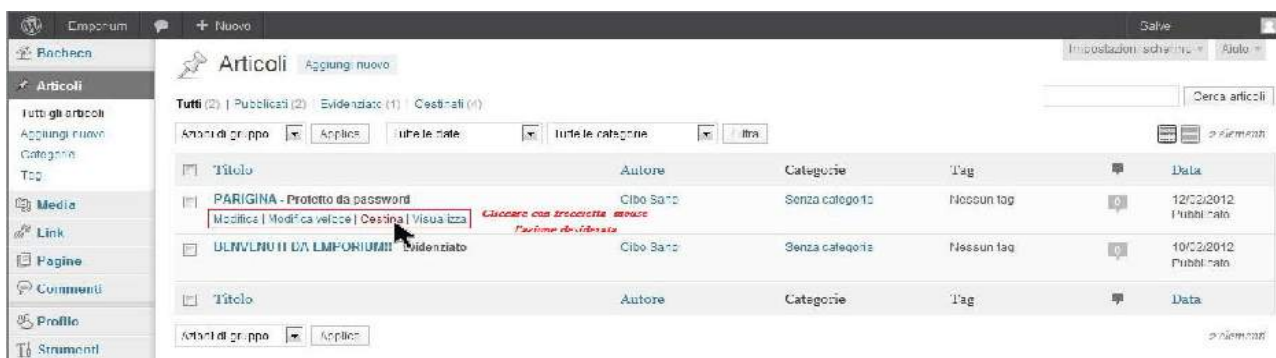 Emporium + Nuovo Salve
Bacheca
Articoli
Tutti gli articoli
Aggiungi nuovo
Categorie
Tag
Media
Link
Pagine
Commenti
Profilo
Strumenti
Impostazioni schermo Aiuto
Articoli Aggiungi nuovo
Tutti (2) | Pubblicati (2) | Evidenziato (1) | Cestinati (4)
Cerca articoli
Azioni di gruppo Applica Tutte le date Tutte le categorie Filtra 2 elementi
Titolo Autore Categorie Tag Data
PARIGINA - Protetto da password Cibo Sano Senza categoria Nessun tag 0 12/02/2012
Pubblicato
Modifica | Modifica veloce | Cestina | Visualizza
Cliccare con freccietta mouse
l'azione desiderata
BENVENUTI DA EMPORIUM!! Evidenziato Cibo Sano Senza categoria Nessun tag 0 10/02/2012
Pubblicato
Titolo Autore Categorie Tag Data
Azioni di gruppo Applica 2 elementi